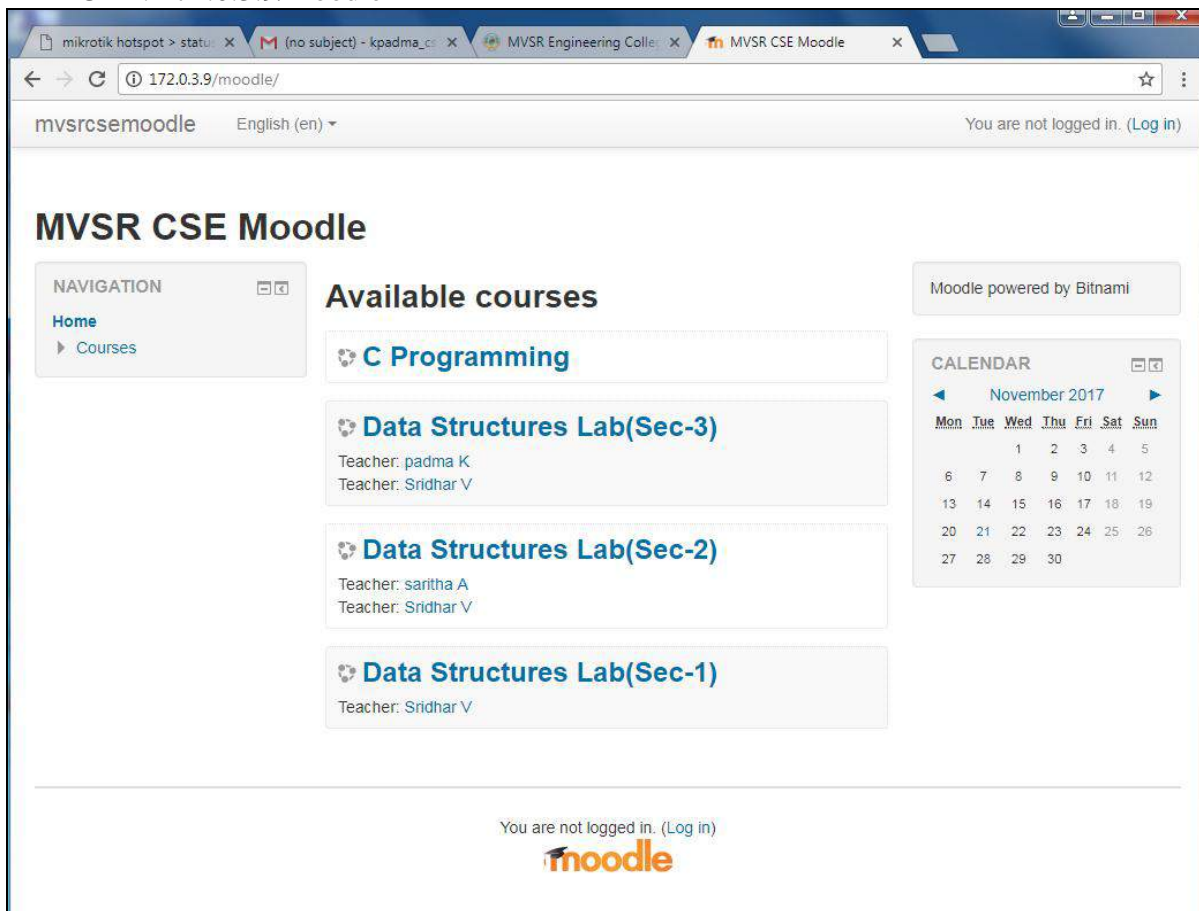 mikrotik hotspot > statu
(no subject) - kpadma_cs
MVSR Engineering Collec
MVSR CSE Moodle
172.0.3.9/moodle/
mvsrcsemoodle English (en)
You are not logged in. (Log in)
MVSR CSE Moodle
NAVIGATION
Home
Courses
Available courses
C Programming
Data Structures Lab(Sec-3)
Teacher: padma K
Teacher: Sridhar V
Data Structures Lab(Sec-2)
Teacher: saritha A
Teacher: Sridhar V
Data Structures Lab(Sec-1)
Teacher: Sridhar V
Moodle powered by Bitnami
CALENDAR
November 2017
Mon Tue Wed Thu Fri Sat Sun
1 2 3 4 5
6 7 8 9 10 11 12
13 14 15 16 17 18 19
20 21 22 23 24 25 26
27 28 29 30
You are not logged in. (Log in)
moodle